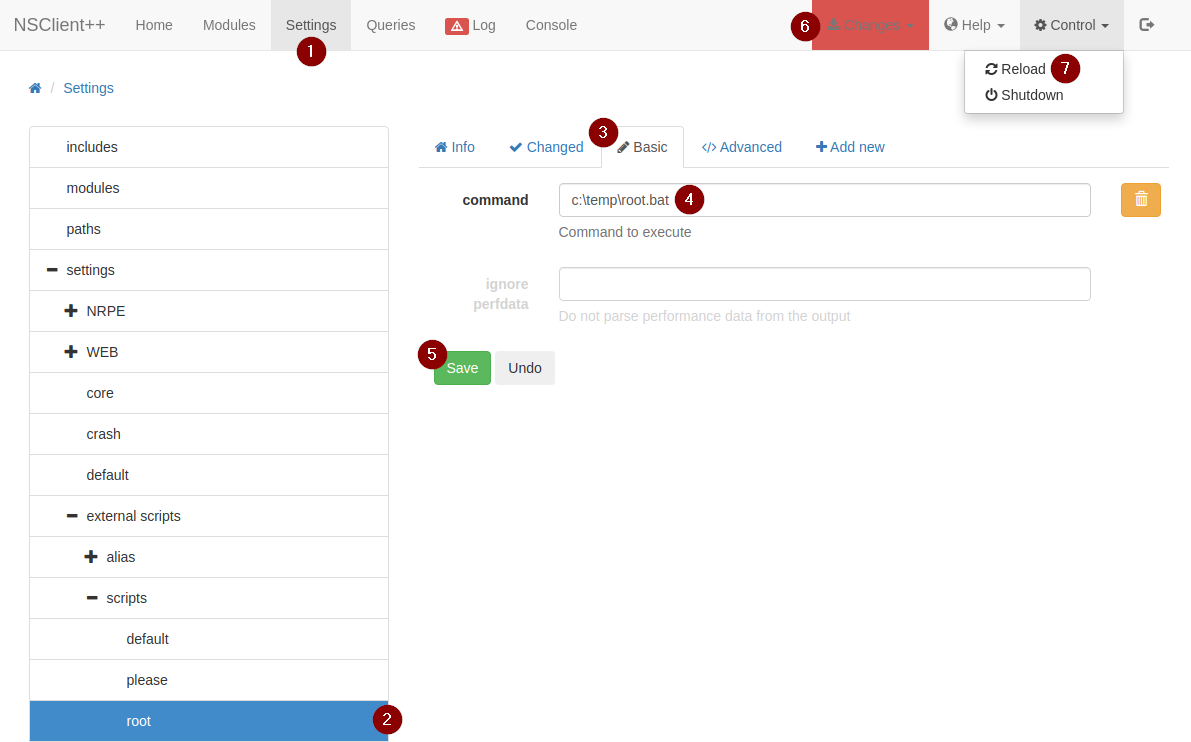 NSClient++ Home Modules Settings Queries Log Console 6 Changes Help Control
1
Reload 7
Shutdown
/ Settings
includes
modules
paths
settings
NRPE
WEB
core
crash
default
external scripts
alias
scripts
default
please
root 2
Info Changed 3 Basic Advanced Add new
command c:\temp\root.bat 4
Command to execute
ignore
perfdata
Do not parse performance data from the output
5 Save Undo